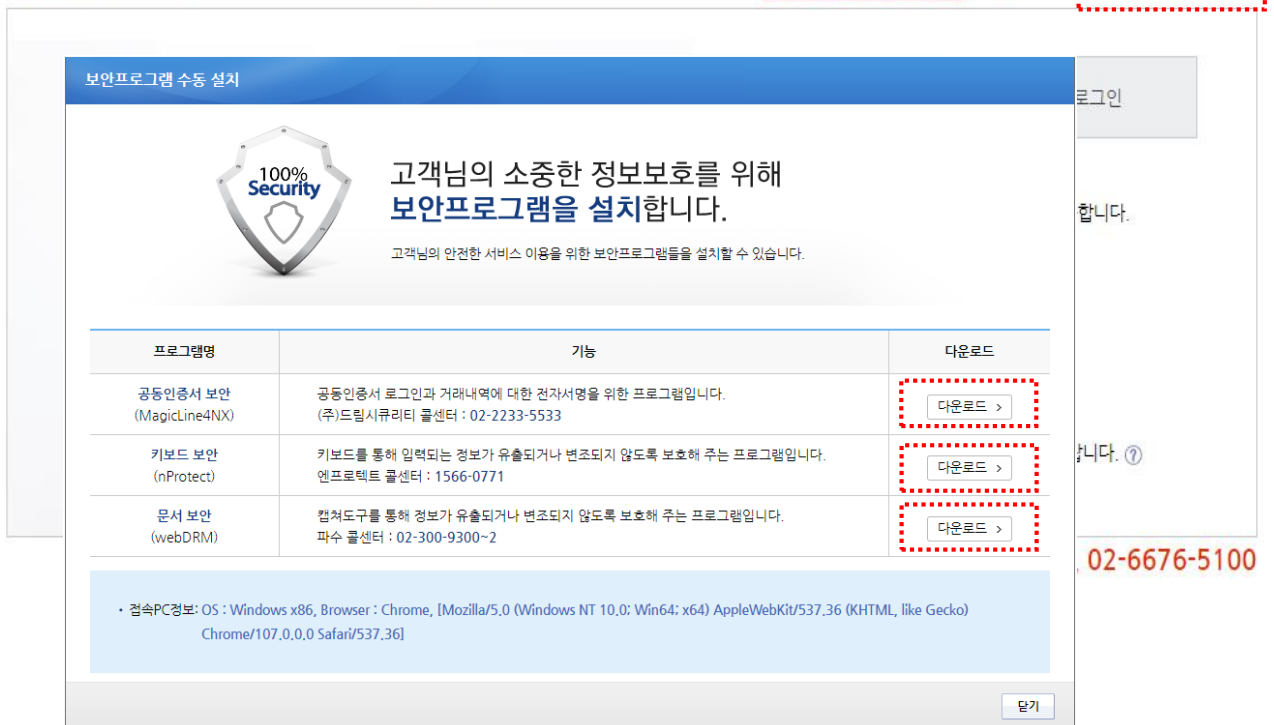 보안프로그램 수동 설치
로그인
100%
Security
고객님의 소중한 정보보호를 위해
보안프로그램을 설치합니다.
합니다.
고객님의 안전한 서비스 이용을 위한 보안프로그램들을 설치할 수 있습니다.
프로그램명 기능 다운로드
공동인증서 보안
(MagicLine4NX)
공동인증서 로그인과 거래내역에 대한 전자서명을 위한 프로그램입니다.
(주)드림시큐리티 콜센터 : 02-2233-5533
다운로드 >
키보드 보안
(nProtect)
키보드를 통해 입력되는 정보가 유출되거나 변조되지 않도록 보호해 주는 프로그램입니다.
엔프로텍트 콜센터 : 1566-0771
다운로드 >
니다. ?
문서 보안
(webDRM)
캡쳐도구를 통해 정보가 유출되거나 변조되지 않도록 보호해 주는 프로그램입니다.
파수 콜센터 : 02-300-9300~2
다운로드 >
, 02-6676-5100
• 접속PC정보: OS : Windows x86, Browser : Chrome, [Mozilla/5.0 (Windows NT 10.0; Win64; x64) AppleWebKit/537.36 (KHTML, like Gecko)
Chrome/107.0.0.0 Safari/537.36]
닫기